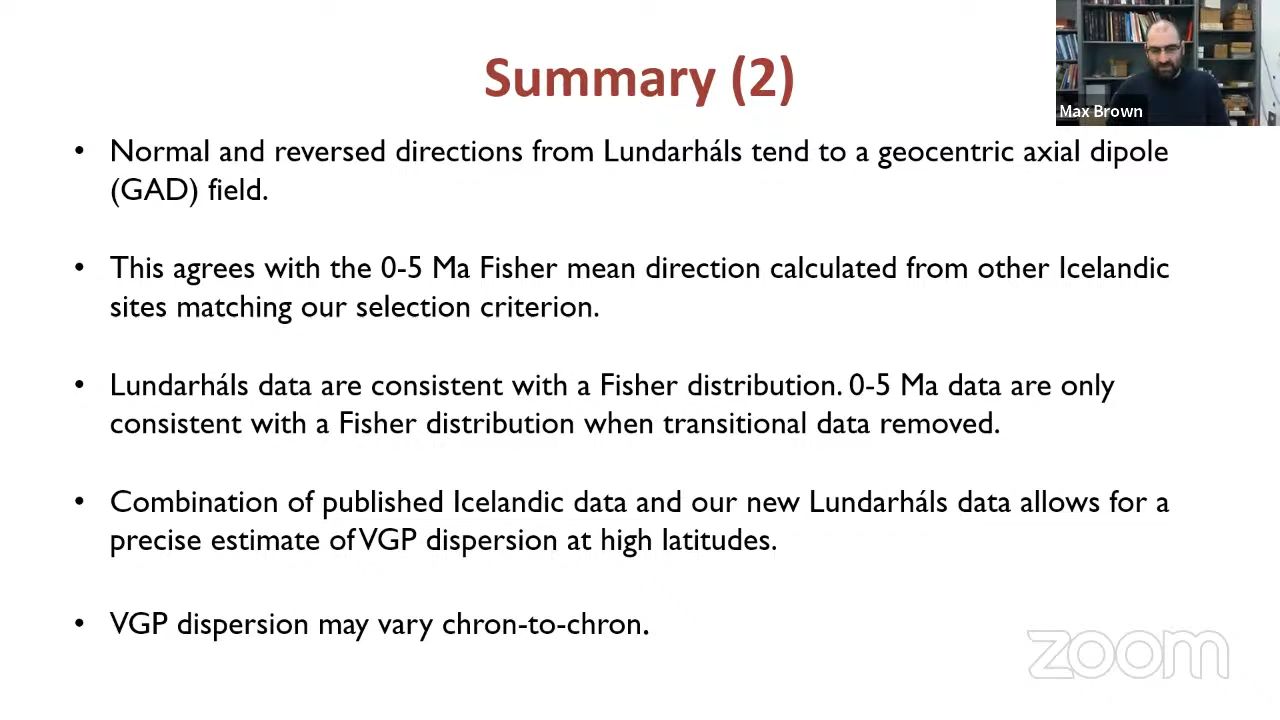 Summary (2)
Max Brown
• Normal and reversed directions from Lundarháls tend to a geocentric axial dipole
(GAD) field.
• This agrees with the 0-5 Ma Fisher mean direction calculated from other Icelandic
sites matching our selection criterion.
• Lundarháls data are consistent with a Fisher distribution. 0-5 Ma data are only
consistent with a Fisher distribution when transitional data removed.
• Combination of published Icelandic data and our new Lundarháls data allows for a
precise estimate of VGP dispersion at high latitudes.
• VGP dispersion may vary chron-to-chron.
zoom